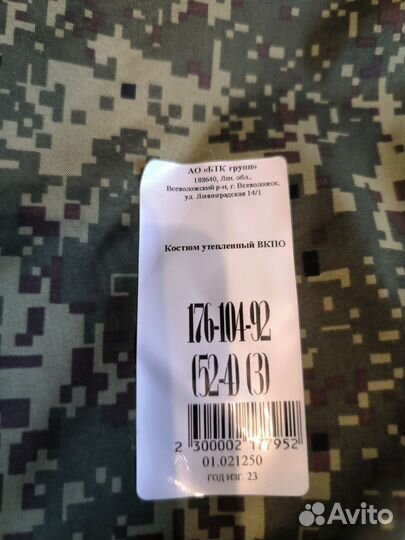 АО «БТК групп»
188640, Лен. обл.,
Всеволожский р-н, г. Всеволожск,
ул. Ленинградская 14/1
Костюм утепленный ВКПО
176-104-92
(52-4) (3)
2 300002 177952
01.021250
ГОД ИЗГ. 23
Avito